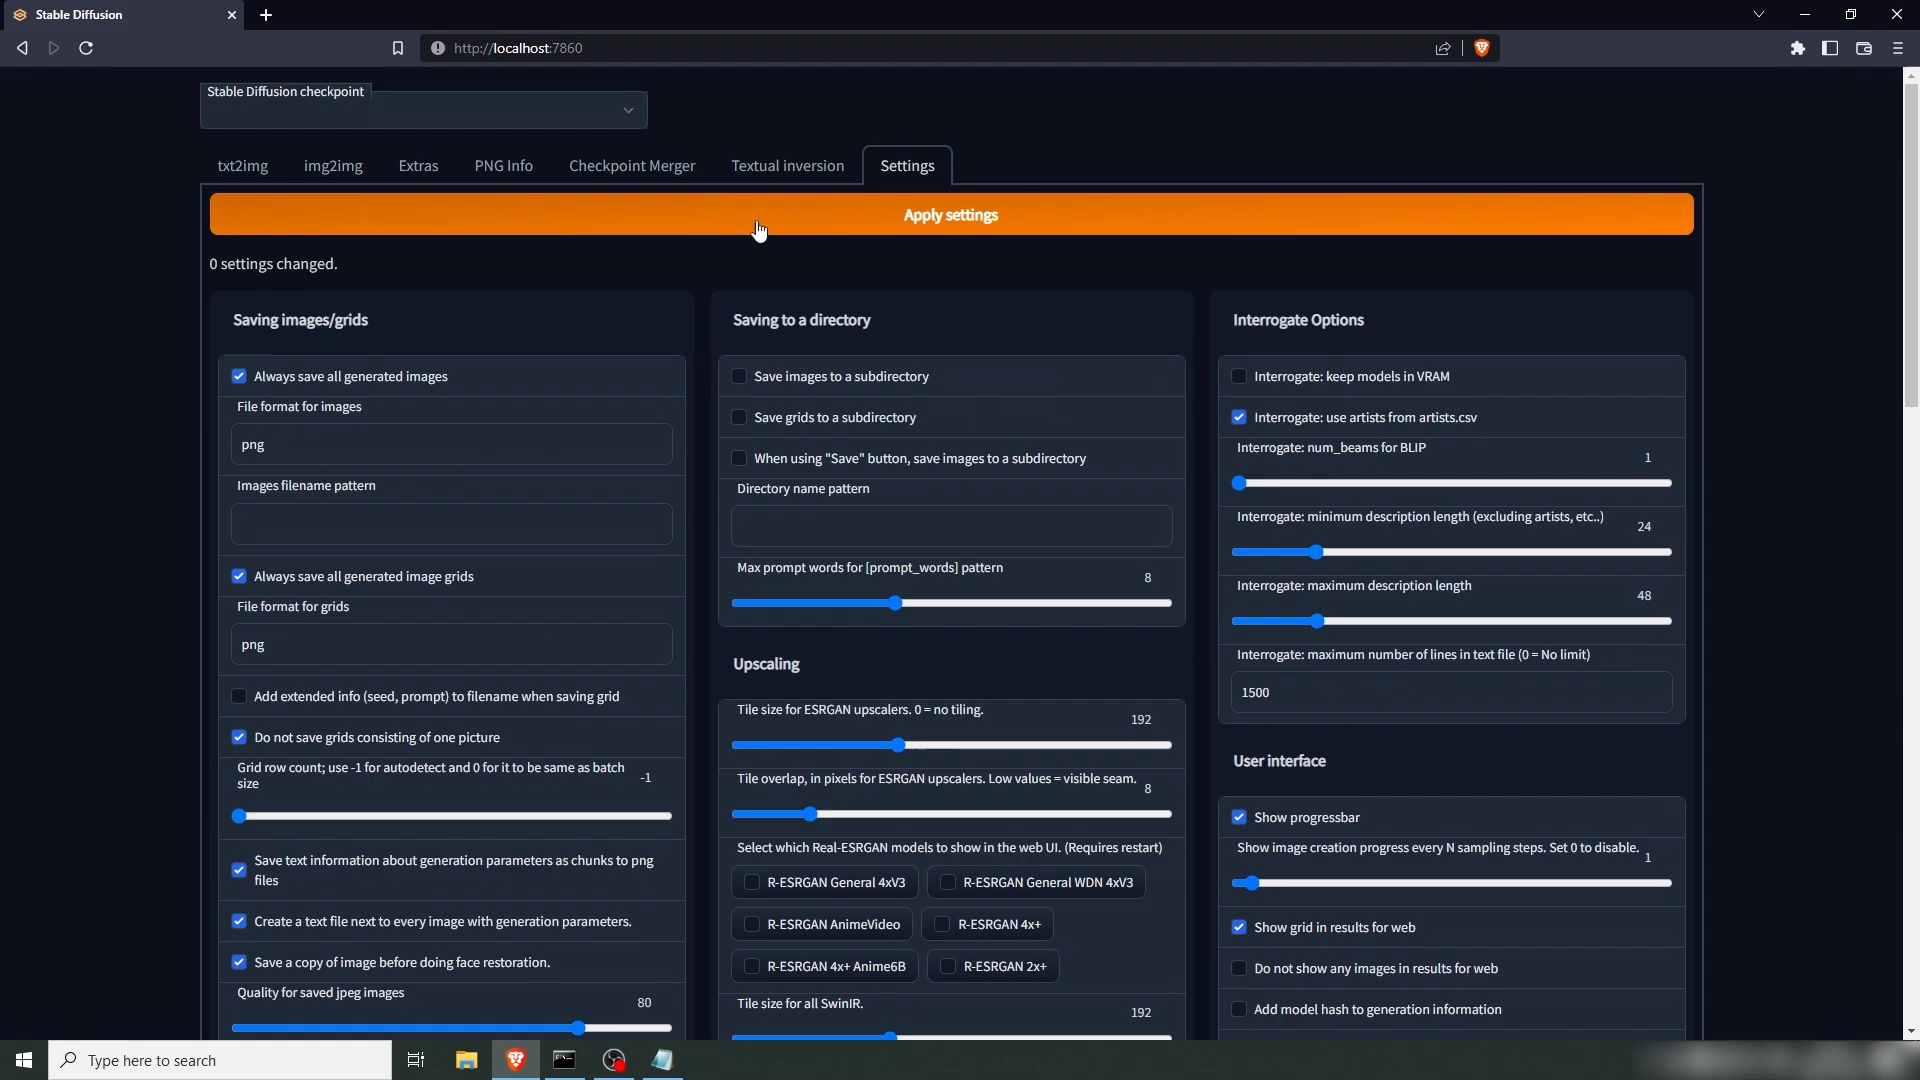 Stable Diffusion
http://localhost:7860
Stable Diffusion checkpoint
txt2img
img2img
Extras
PNG Info
Checkpoint Merger
Textual inversion
Settings
Apply settings
0 settings changed.
Saving images/grids
Always save all generated images
File format for images
png
Images filename pattern
Always save all generated image grids
File format for grids
png
Add extended info (seed, prompt) to filename when saving grid
Do not save grids consisting of one picture
Grid row count; use -1 for autodetect and 0 for it to be same as batch
size
-1
Save text information about generation parameters as chunks to png
files
Create a text file next to every image with generation parameters.
Save a copy of image before doing face restoration.
Quality for saved jpeg images
80
Saving to a directory
Save images to a subdirectory
Save grids to a subdirectory
When using "Save" button, save images to a subdirectory
Directory name pattern
Max prompt words for [prompt_words] pattern
8
Upscaling
Tile size for ESRGAN upscalers. 0 = no tiling.
192
Tile overlap, in pixels for ESRGAN upscalers. Low values = visible seam.
8
Select which Real-ESRGAN models to show in the web UI. (Requires restart)
R-ESRGAN General 4xV3
R-ESRGAN General WDN 4xV3
R-ESRGAN AnimeVideo
R-ESRGAN 4x+
R-ESRGAN 4x+ Anime6B
R-ESRGAN 2x+
Tile size for all SwinIR.
192
Interrogate Options
Interrogate: keep models in VRAM
Interrogate: use artists from artists.csv
Interrogate: num_beams for BLIP
1
Interrogate: minimum description length (excluding artists, etc..)
24
Interrogate: maximum description length
48
Interrogate: maximum number of lines in text file (0 = No limit)
1500
User interface
Show progressbar
Show image creation progress every N sampling steps. Set 0 to disable.
1
Show grid in results for web
Do not show any images in results for web
Add model hash to generation information
Type here to search